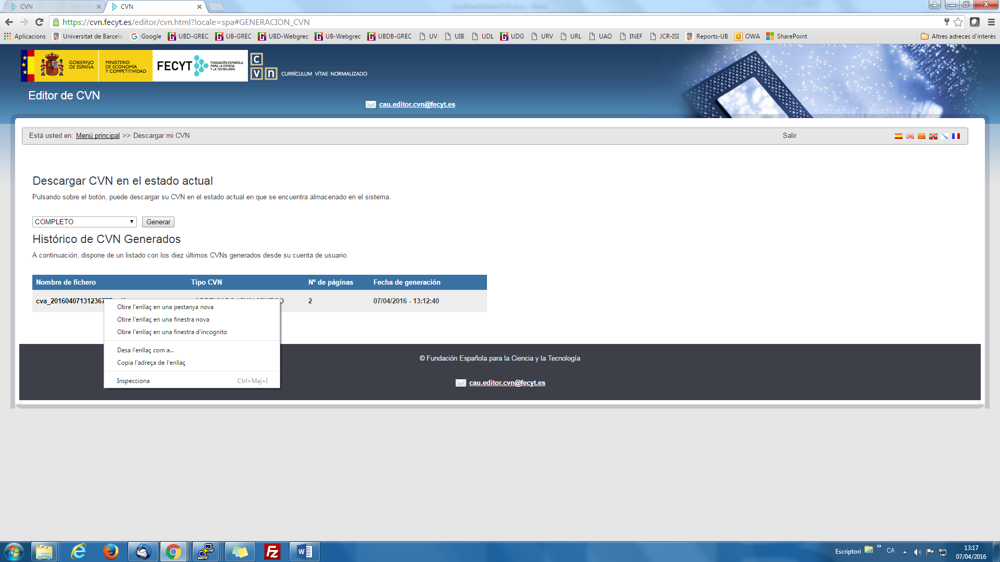 CVN
CVN
https://cvn.fecyt.es/editor/cvn.html?locale=spa#GENERACION_CVN
Aplicacions
Universitat de Barcelo
Google
UBD-GREC
UB-GREC
UBD-Webgrec
UB-Webgrec
UBDB-GREC
UV
UIB
UDL
UDG
URV
URL
UAO
INEF
JCR-ISI
Reports-UB
OWA
SharePoint
Altres adreces d'interès
GOBIERNO
DE ESPAÑA
MINISTERIO
DE ECONOMÍA
Y COMPETITIVIDAD
FECYT
FUNDACIÓN ESPAÑOLA
PARA LA CIENCIA
Y LA TECNOLOGÍA
C
V n
CURRÍCULUM VÍTAE NORMALIZADO
Editor de CVN
cau.editor.cvn@fecyt.es
Está usted en: Menú principal >> Descargar mi CVN
Salir
Descargar CVN en el estado actual
Pulsando sobre el botón, puede descargar su CVN en el estado actual en que se encuentra almacenado en el sistema.
COMPLETO
Generar
Histórico de CVN Generados
A continuación, dispone de un listado con los diez últimos CVNs generados desde su cuenta de usuario.
Nombre de fichero Tipo CVN Nº de páginas Fecha de generación
2 07/04/2016 - 13:12:40
Obre l'enllaç en una pestanya nova
Obre l'enllaç en una finestra nova
Obre l'enllaç en una finestra d'incognito
Desa l'enllaç com a...
Copia l'adreça de l'enllaç
Inspecciona Ctrl+Maj+I
© Fundación Española para la Ciencia y la Tecnología
cau.editor.cvn@fecyt.es
Escriptori
»
CA
13:17
07/04/2016